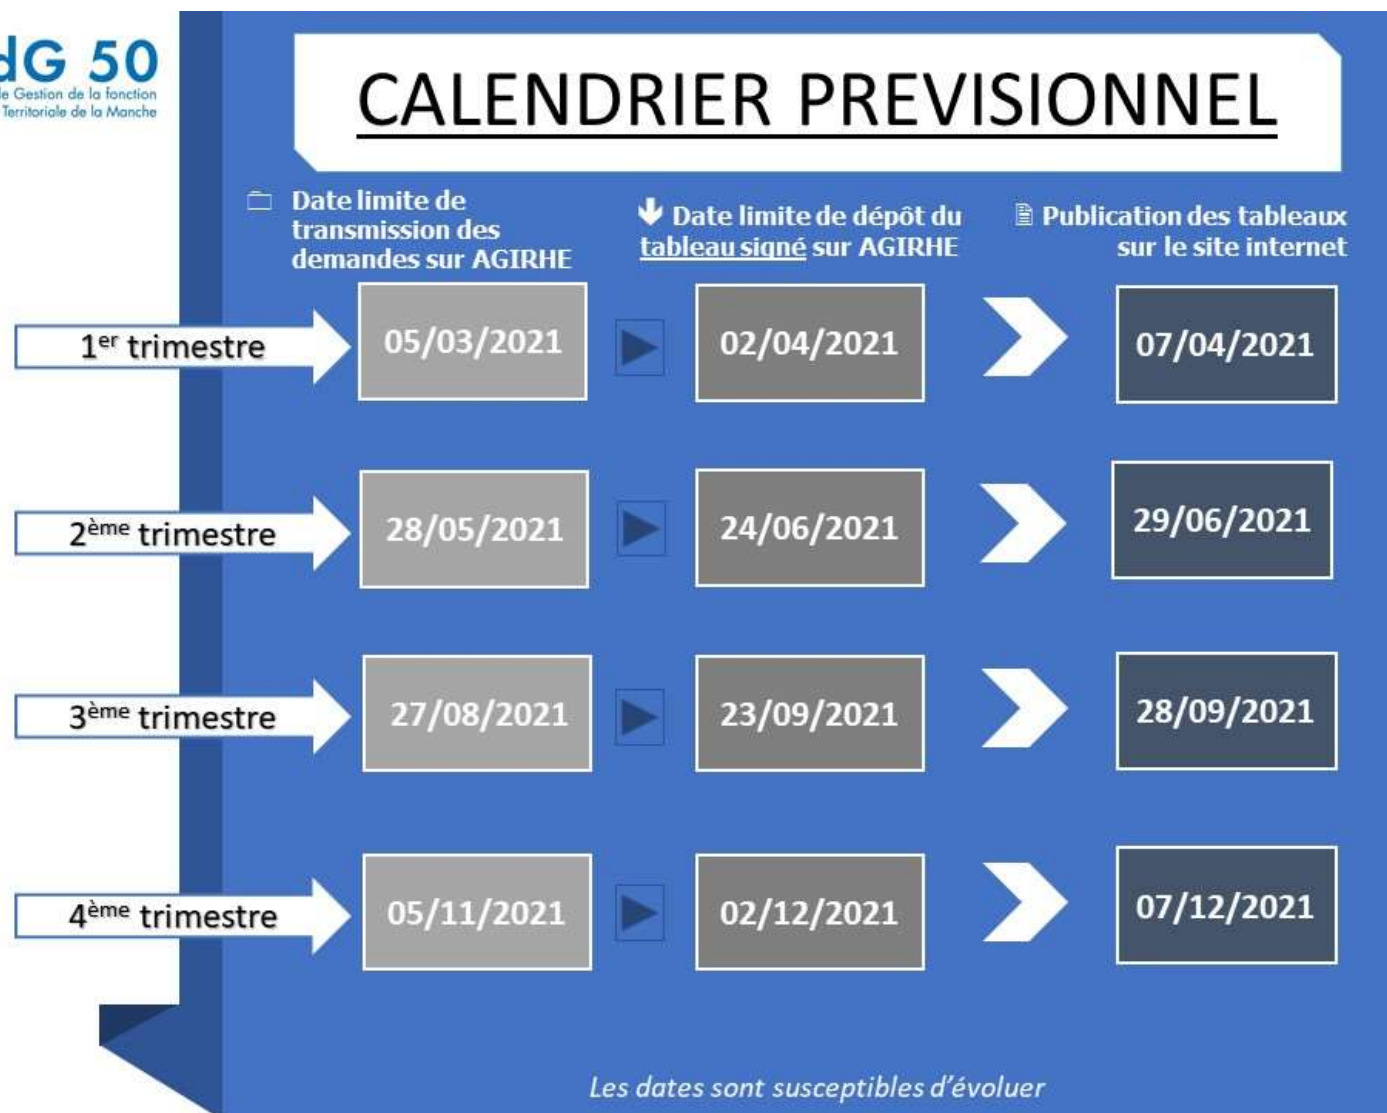 dG 50
de Gestion de la fonction
Territoriale de la Manche
CALENDRIER PREVISIONNEL
Date limite de
transmission des
demandes sur AGIRHE
Date limite de dépôt du
tableau signé sur AGIRHE
Publication des tableaux
sur le site internet
1er trimestre
05/03/2021
02/04/2021
07/04/2021
2ème trimestre
28/05/2021
24/06/2021
29/06/2021
3ème trimestre
27/08/2021
23/09/2021
28/09/2021
4ème trimestre
05/11/2021
02/12/2021
07/12/2021
Les dates sont susceptibles d'évoluer